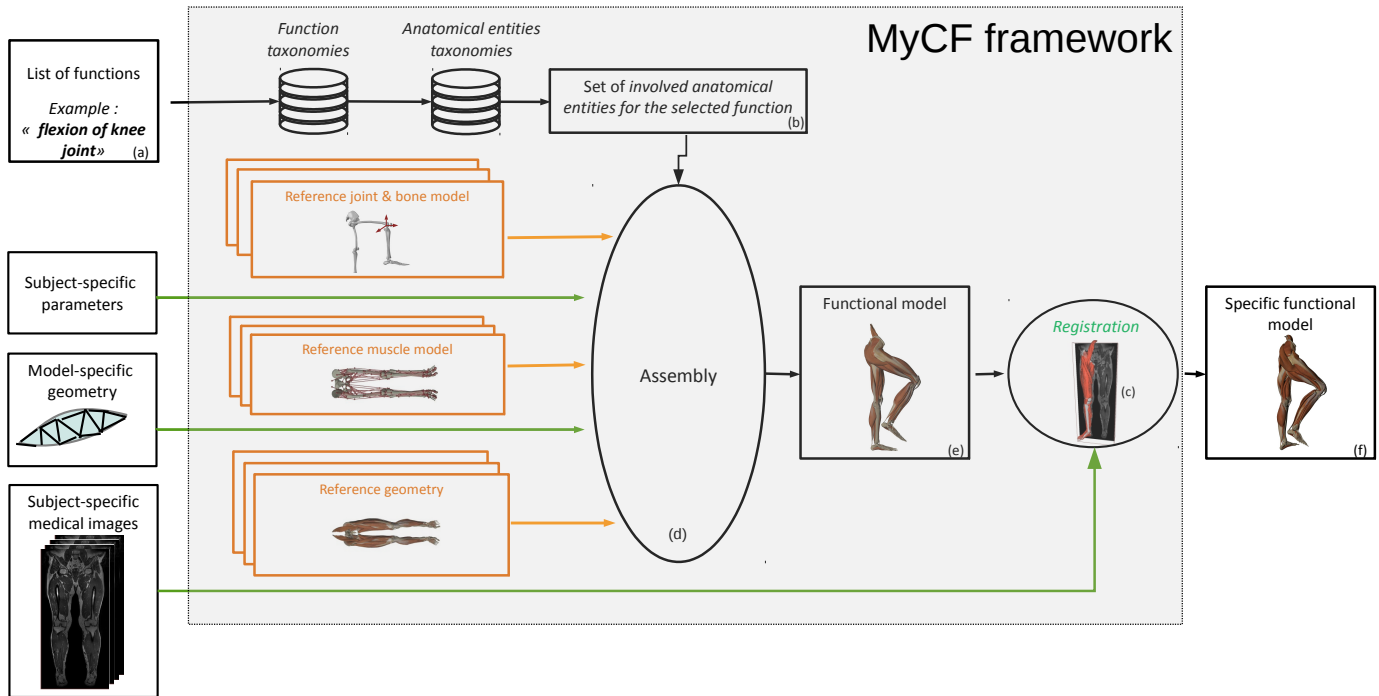 MyCF framework
Function
taxonomies
Anatomical entities
taxonomies
List of functions
Example :
« flexion of knee
joint»
(a)
Set of involved anatomical
entities for the selected function
(b)
Reference joint & bone model
Subject-specific
parameters
Reference muscle model
Model-specific
geometry
Reference geometry
Subject-specific
medical images
Assembly
(d)
Functional model
(e)
Registration
(c)
Specific functional
model
(f)